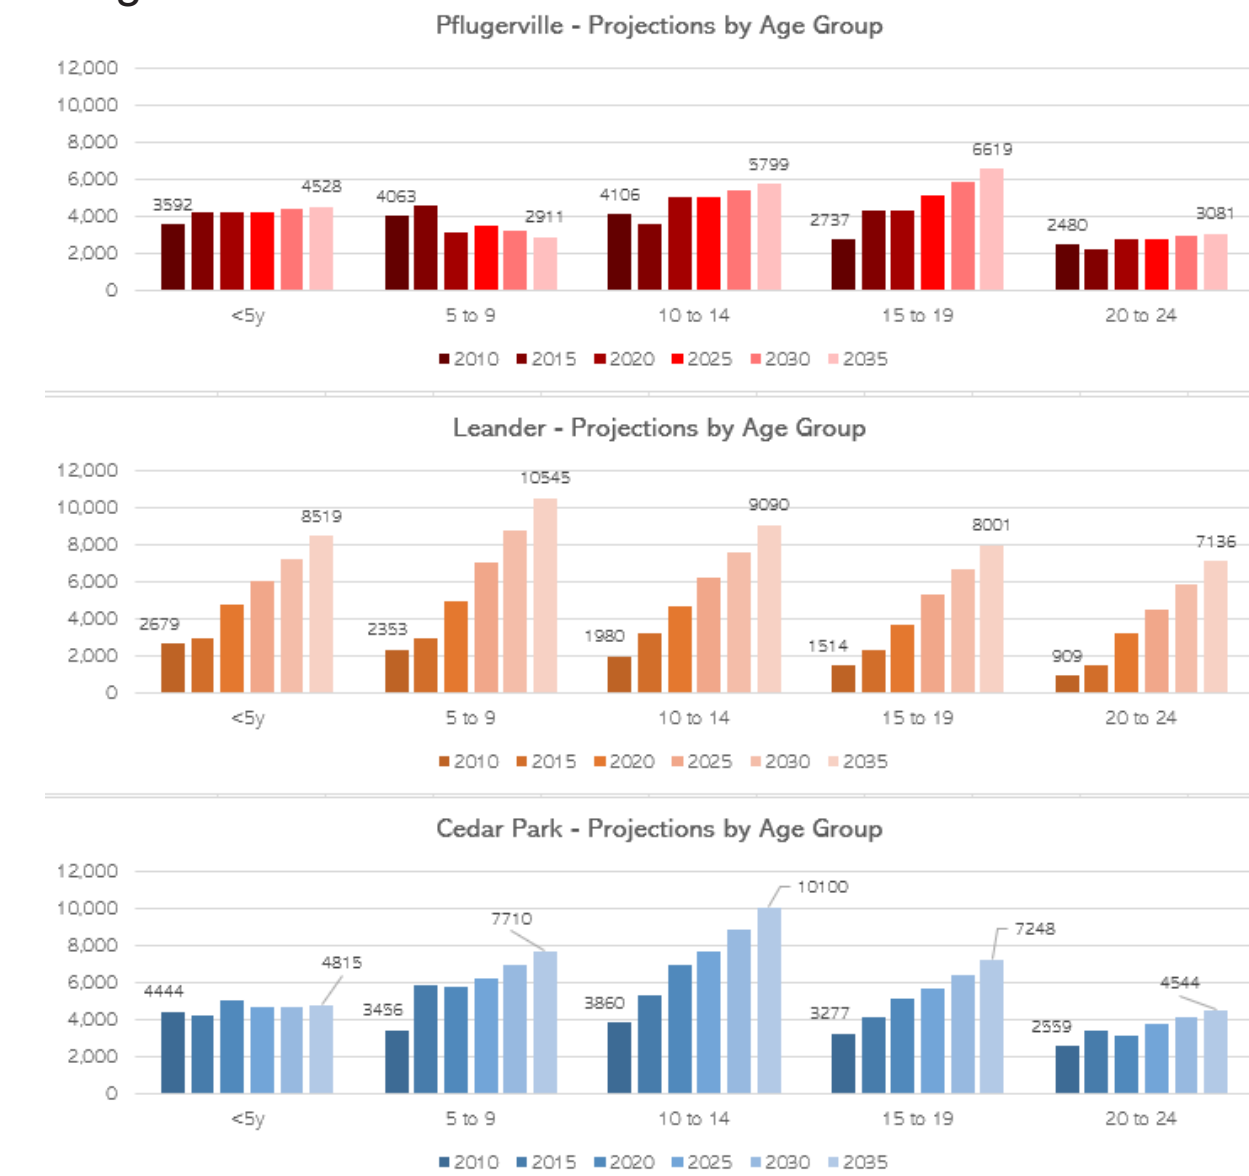 Pflugerville - Projections by Age Group
12,000
10,000
8,000
6,000
4,000
2,000
0
3592 4528 4063 2911 4106 5799 2737 6619 2480 3081
<5y 5 to 9 10 to 14 15 to 19 20 to 24
2010 2015 2020 2025 2030 2035
Leander - Projections by Age Group
12,000
10,000
8,000
6,000
4,000
2,000
0
2679 8519 2353 10545 1980 9090 1514 8001 909 7136
<5y 5 to 9 10 to 14 15 to 19 20 to 24
2010 2015 2020 2025 2030 2035
Cedar Park - Projections by Age Group
12,000
10,000
8,000
6,000
4,000
2,000
0
4444 4815 3456 7710 3860 10100 3277 7248 2559 4544
<5y 5 to 9 10 to 14 15 to 19 20 to 24
2010 2015 2020 2025 2030 2035